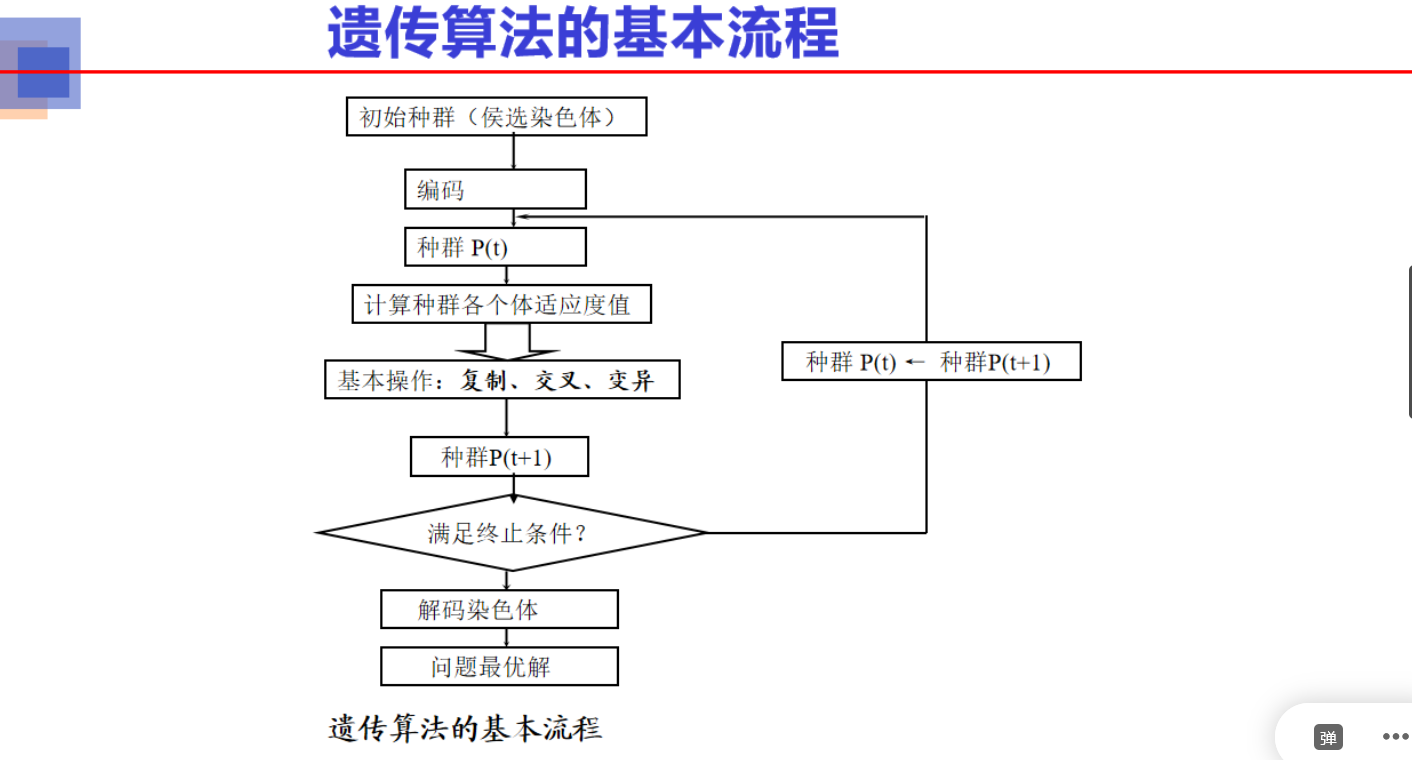 遗传算法的基本流程
初始种群（侯选染色体）
编码
种群 P(t)
计算种群各个体适应度值
基本操作：复制、交叉、变异
种群 P(t) ← 种群P(t+1)
种群P(t+1)
满足终止条件？
解码染色体
问题最优解
遗传算法的基本流程
弹